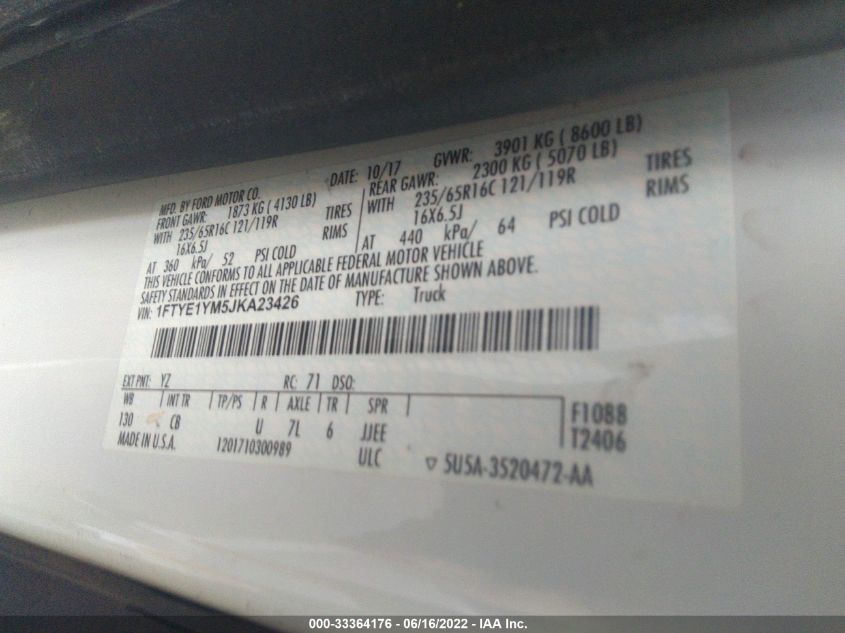 MFD. BY FORD MOTOR CO.
DATE: 10/17
GVWR: 3901 KG ( 8600 LB)
FRONT GAWR: 1873 KG ( 4130 LB)
WITH 235/65R16C 121/119R TIRES
16X6.5J RIMS
AT 360 kPa/ 52 PSI COLD
REAR GAWR: 2300 KG ( 5070 LB)
WITH 235/65R16C 121/119R TIRES
16X6.5J RIMS
AT 440 kPa/ 64 PSI COLD
THIS VEHICLE CONFORMS TO ALL APPLICABLE FEDERAL MOTOR VEHICLE
SAFETY STANDARDS IN EFFECT ON THE DATE OF MANUFACTURE SHOWN ABOVE.
VIN: 1FTYE1YM5JKA23426
TYPE: Truck
EXT PNT: YZ RC: 71 DSO:
WB INT TR TP/PS R AXLE TR SPR
130 CB U 7L 6 JJEE
F1088
T2406
MADE IN U.S.A. 1201710300989 ULC
5U5A-3520472-AA
000-33364176 - 06/16/2022 - IAA Inc.